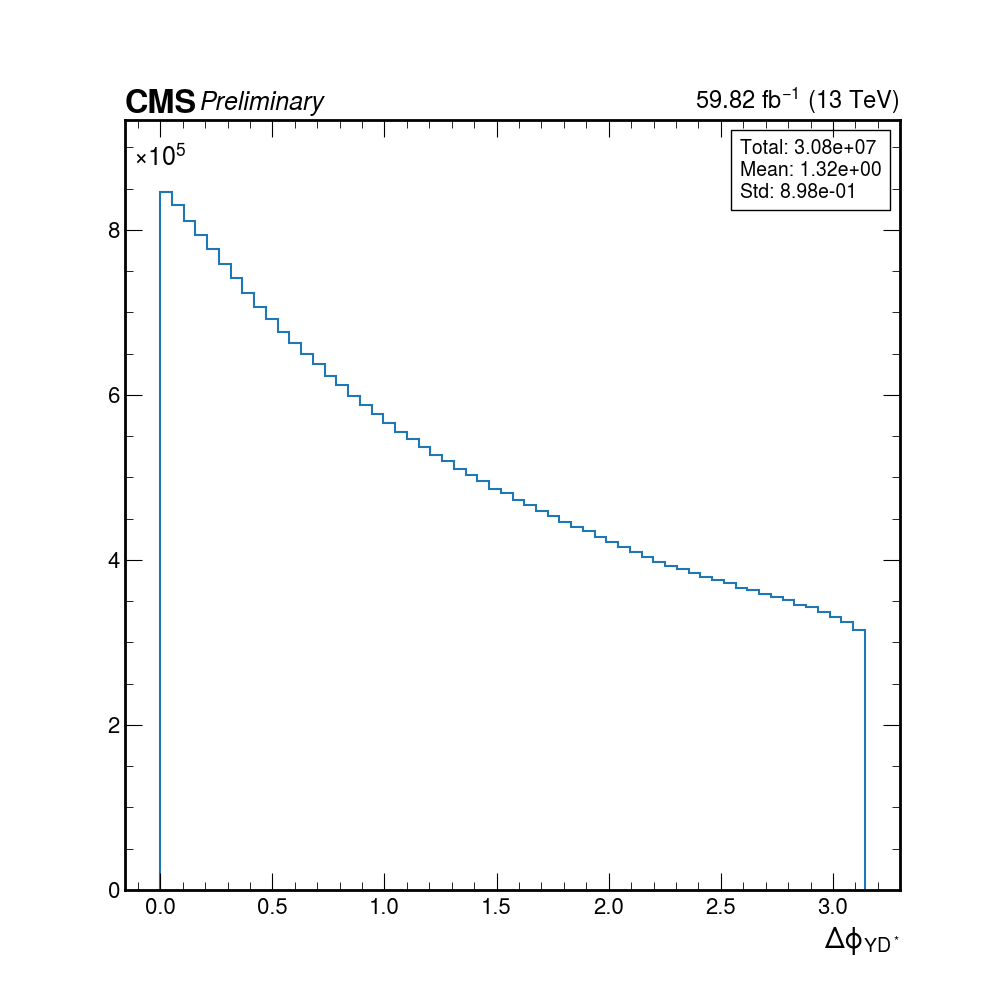 CMS Preliminary 59.82 fb⁻¹ (13 TeV)
×10⁵
Total: 3.08e+07
Mean: 1.32e+00
Std: 8.98e-01
8
6
4
2
0
0.0 0.5 1.0 1.5 2.0 2.5 3.0
Δϕ_{YD*}